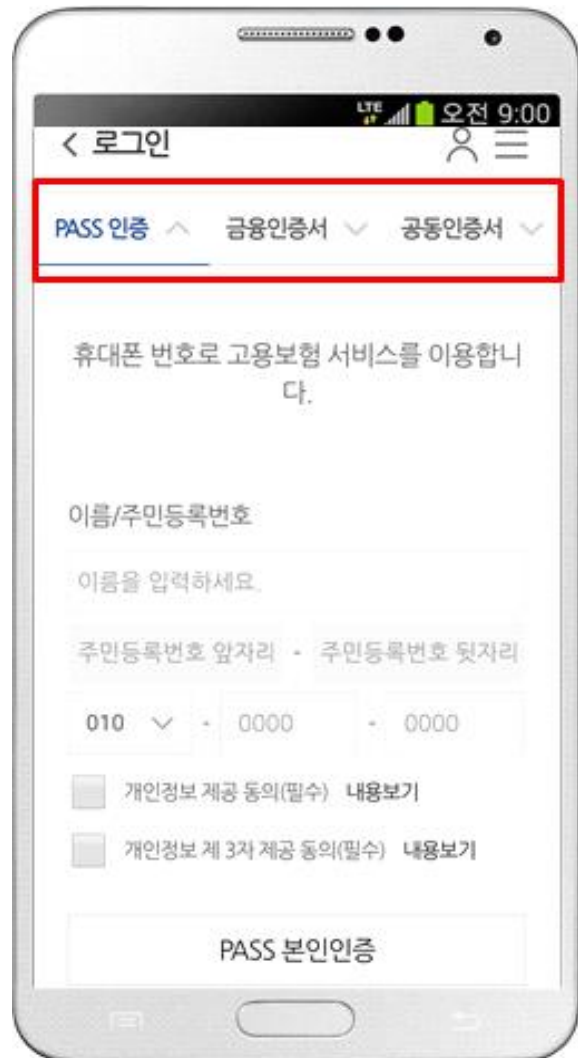 LTE 오전 9:00
< 로그인
PASS 인증 금융인증서 공동인증서
휴대폰 번호로 고용보험 서비스를 이용합니
다.
이름/주민등록번호
이름을 입력하세요.
주민등록번호 앞자리 - 주민등록번호 뒷자리
010 - 0000 - 0000
개인정보 제공 동의(필수) 내용보기
개인정보 제 3자 제공 동의(필수) 내용보기
PASS 본인인증